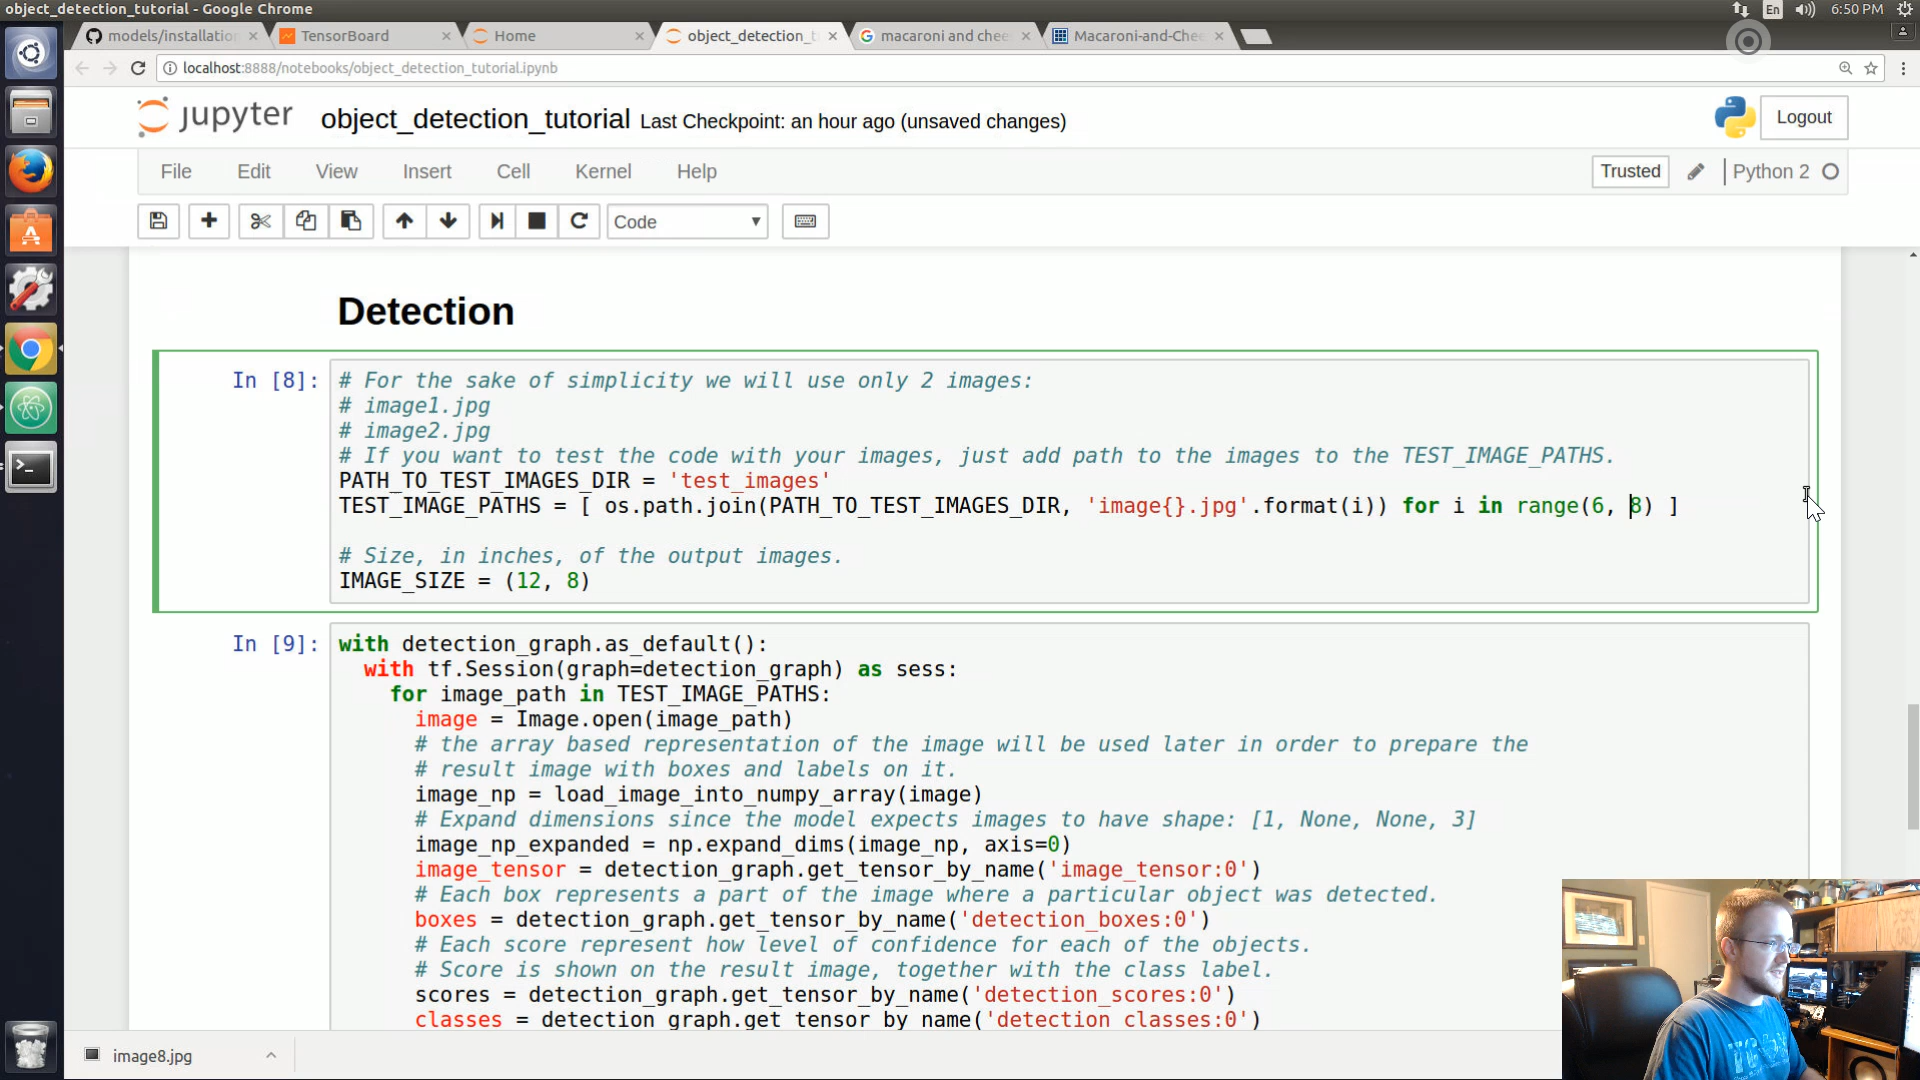 object_detection_tutorial - Google Chrome
En
6:50 PM
models/installatio
TensorBoard
Home
object_detection_t
macaroni and chee
Macaroni-and-Chee
localhost:8888/notebooks/object_detection_tutorial.ipynb
jupyter
object_detection_tutorial
Last Checkpoint: an hour ago (unsaved changes)
Logout
File
Edit
View
Insert
Cell
Kernel
Help
Trusted
Python 2
Code
Detection
In [8]:
# For the sake of simplicity we will use only 2 images:
# image1.jpg
# image2.jpg
# If you want to test the code with your images, just add path to the images to the TEST_IMAGE_PATHS.
PATH_TO_TEST_IMAGES_DIR = 'test_images'
TEST_IMAGE_PATHS = [ os.path.join(PATH_TO_TEST_IMAGES_DIR, 'image{}.jpg'.format(i)) for i in range(6, 8) ]
# Size, in inches, of the output images.
IMAGE_SIZE = (12, 8)
In [9]:
with detection_graph.as_default():
with tf.Session(graph=detection_graph) as sess:
for image_path in TEST_IMAGE_PATHS:
image = Image.open(image_path)
# the array based representation of the image will be used later in order to prepare the
# result image with boxes and labels on it.
image_np = load_image_into_numpy_array(image)
# Expand dimensions since the model expects images to have shape: [1, None, None, 3]
image_np_expanded = np.expand_dims(image_np, axis=0)
image_tensor = detection_graph.get_tensor_by_name('image_tensor:0')
# Each box represents a part of the image where a particular object was detected.
boxes = detection_graph.get_tensor_by_name('detection_boxes:0')
# Each score represent how level of confidence for each of the objects.
# Score is shown on the result image, together with the class label.
scores = detection_graph.get_tensor_by_name('detection_scores:0')
classes = detection_graph.get_tensor_by_name('detection_classes:0')
image8.jpg